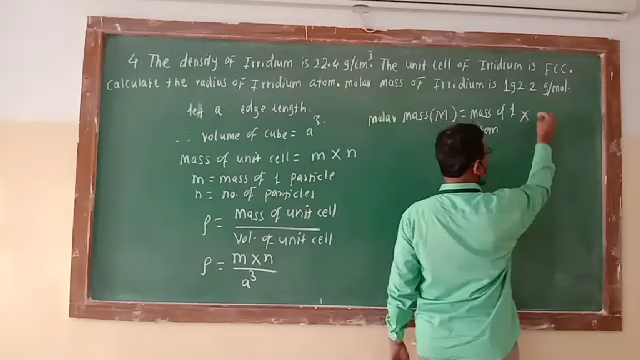 4. The density of Irridium is 22.4 g/cm³. The unit cell of Irridium is FCC.
Calculate the radius of Irridium atom. molar mass of Irridium is 192.2 g/mol.
let a edge length.
∴ volume of cube = a³
Mass of unit cell = m × n
m = mass of 1 particle
n = no. of particles
ρ = Mass of unit cell / Vol. of unit cell
ρ = m × n / a³
molar mass (M) = mass of 1 ×